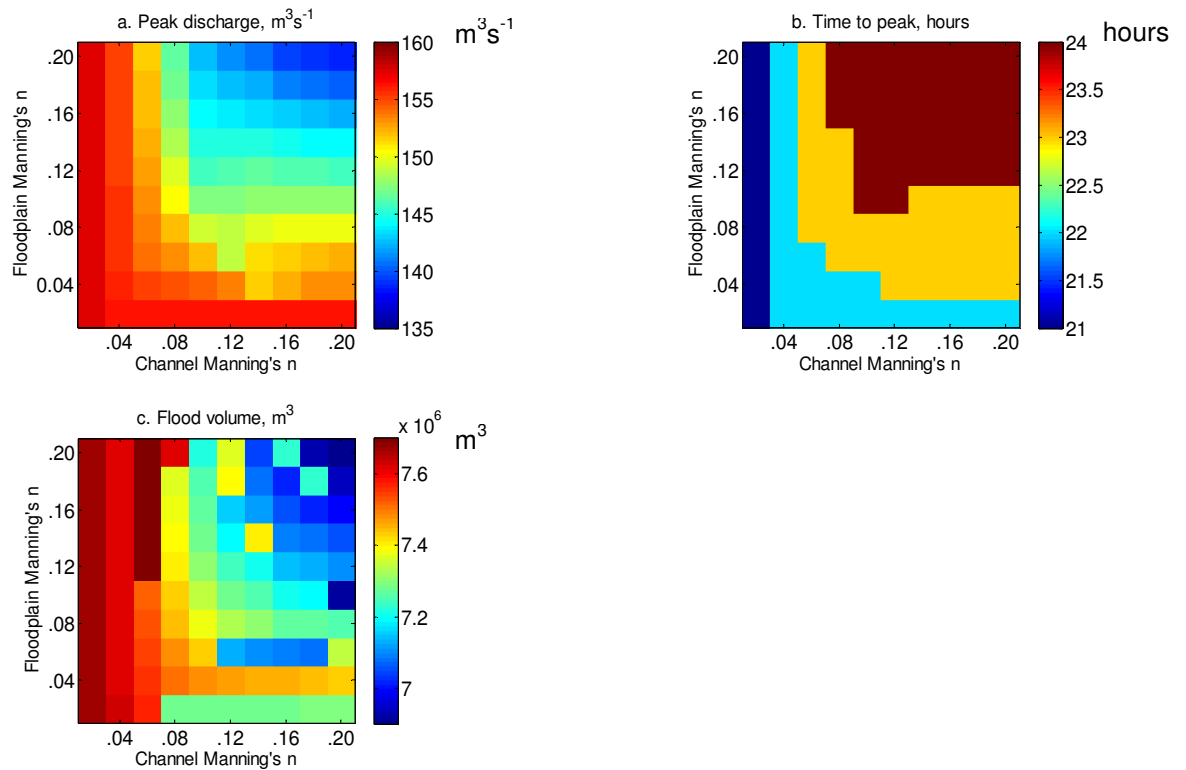 a. Peak discharge, m³s⁻¹
m³s⁻¹
.20
.16
.12
.08
0.04
Floodplain Manning's n
.04 .08 .12 .16 .20
Channel Manning's n
160
155
150
145
140
135
b. Time to peak, hours
hours
.20
.16
.12
.08
.04
Floodplain Manning's n
.04 .08 .12 .16 .20
Channel Manning's n
24
23.5
23
22.5
22
21.5
21
c. Flood volume, m³
x 10⁶
m³
.20
.16
.12
.08
.04
Floodplain Manning's n
.04 .08 .12 .16 .20
Channel Manning's n
7.6
7.4
7.2
7